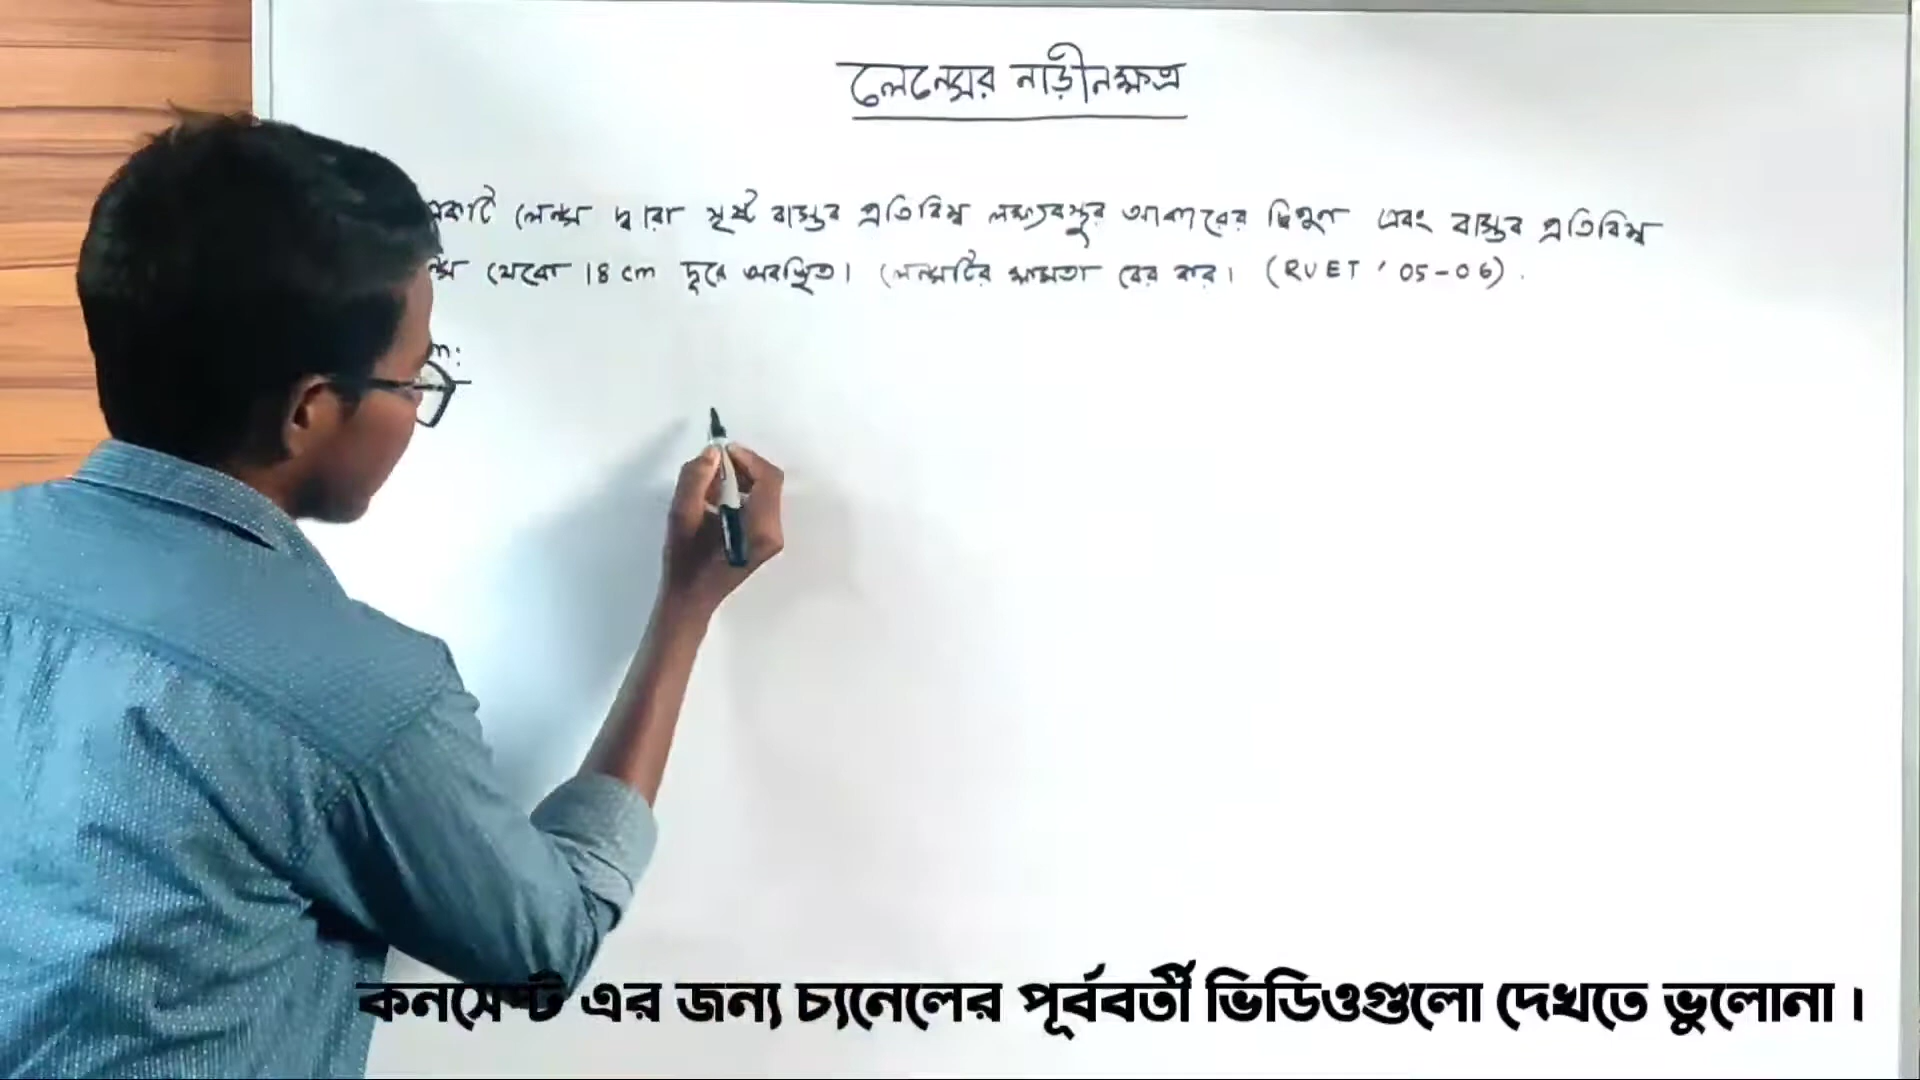 লেন্সের নাড়ীনক্ষত্র
একটি লেন্স দ্বারা সৃষ্ট বাস্তব প্রতিবিম্ব লক্ষ্যবস্তুর আকারের দ্বিগুণ এবং বাস্তব প্রতিবিম্ব
থেকে 18 cm দূরে অবস্থিত। লেন্সটির ক্ষমতা বের কর। (RUET '05-06).
কনসেপ্ট এর জন্য চ্যনেলের পূর্ববর্তী ভিডিওগুলো দেখতে ভুলোনা।